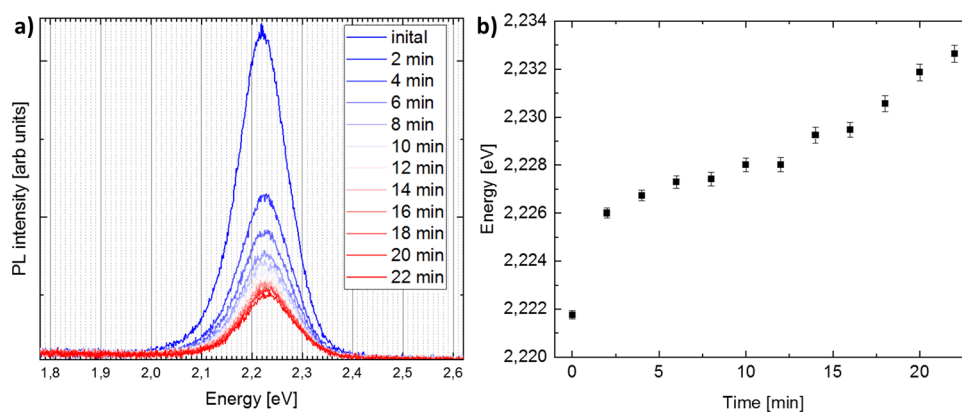 a)
PL intensity [arb units]
inital
2 min
4 min
6 min
8 min
10 min
12 min
14 min
16 min
18 min
20 min
22 min
1,8 1,9 2,0 2,1 2,2 2,3 2,4 2,5 2,6
Energy [eV]
b)
Energy [eV]
2,234
2,232
2,230
2,228
2,226
2,224
2,222
2,220
0 5 10 15 20
Time [min]